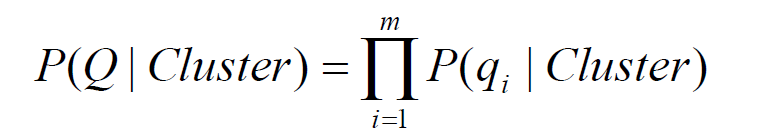 P(Q | Cluster) = ∏_{i=1}^{m} P(q_i | Cluster)